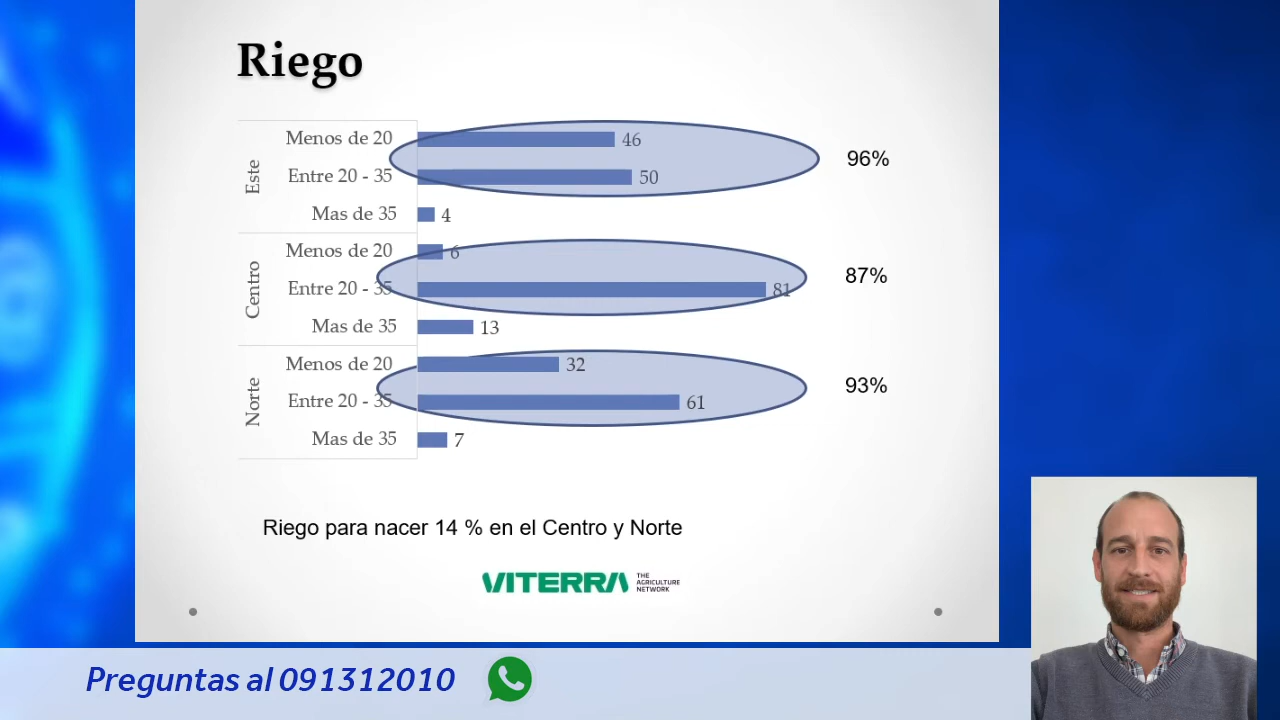 Riego
Este
Menos de 20
46
Entre 20 - 35
50
Mas de 35
4
96%
Centro
Menos de 20
6
Entre 20 - 35
81
Mas de 35
13
87%
Norte
Menos de 20
32
Entre 20 - 35
61
Mas de 35
7
93%
Riego para nacer 14 % en el Centro y Norte
VITERRA
THE
AGRICULTURE
NETWORK
Preguntas al 091312010